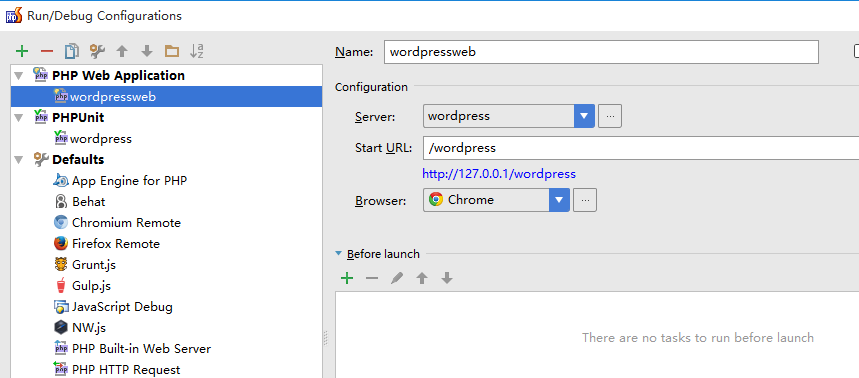 Run/Debug Configurations
Name: wordpressweb
PHP Web Application
wordpressweb
PHPUnit
wordpress
Defaults
App Engine for PHP
Behat
Chromium Remote
Firefox Remote
Grunt.js
Gulp.js
JavaScript Debug
NW.js
PHP Built-in Web Server
PHP HTTP Request
Configuration
Server: wordpress ...
Start URL: /wordpress
http://127.0.0.1/wordpress
Browser: Chrome ...
Before launch
There are no tasks to run before launch